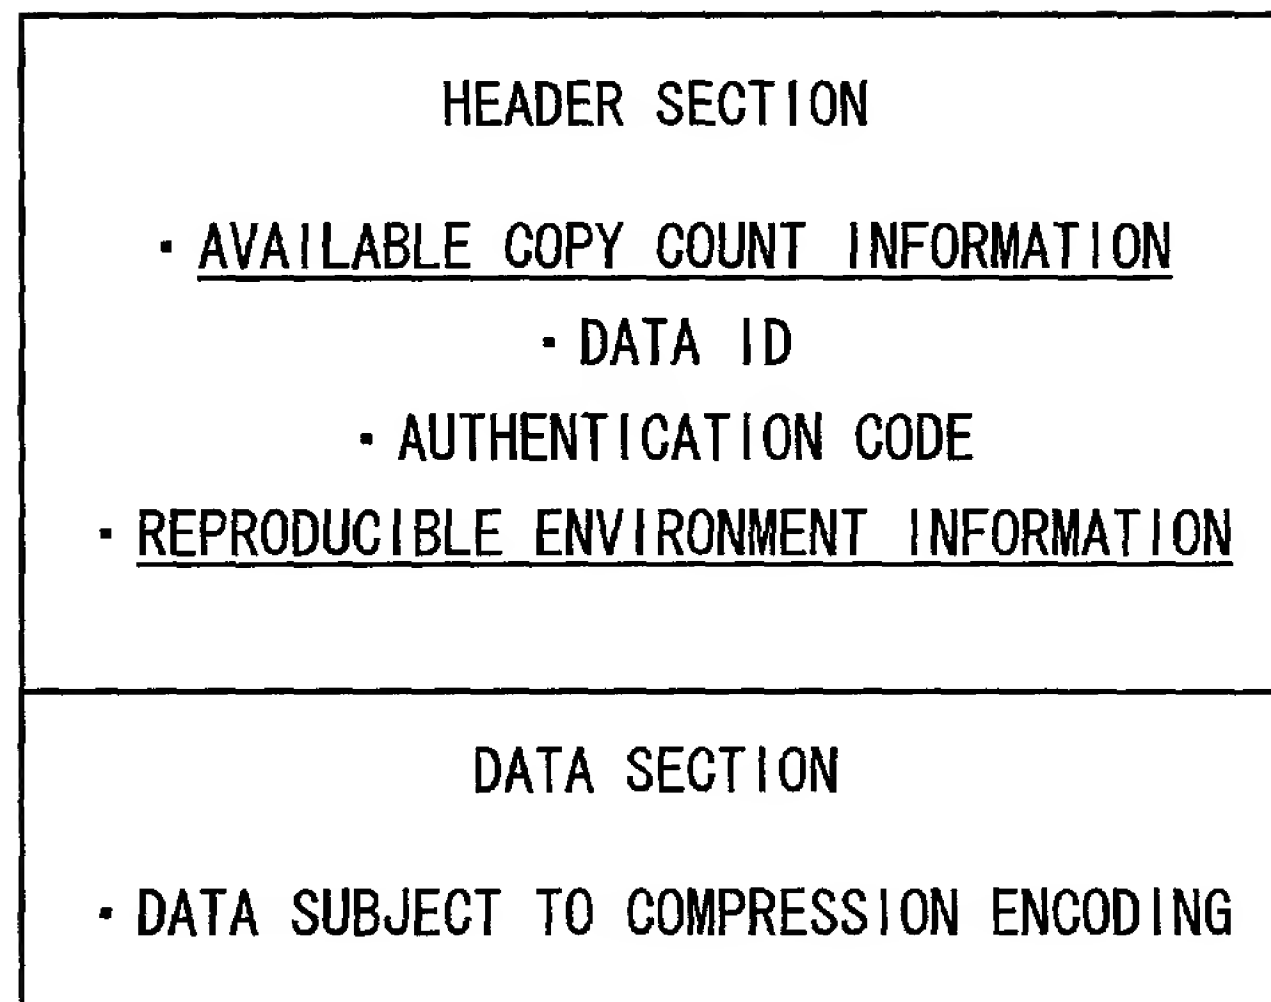 HEADER SECTION
· AVAILABLE COPY COUNT INFORMATION
· DATA ID
· AUTHENTICATION CODE
· REPRODUCIBLE ENVIRONMENT INFORMATION
DATA SECTION
· DATA SUBJECT TO COMPRESSION ENCODING